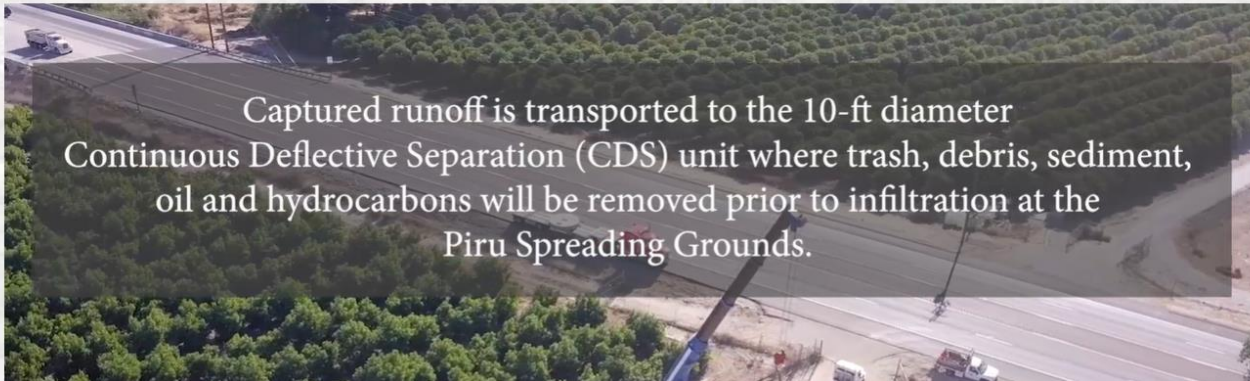 Captured runoff is transported to the 10-ft diameter
Continuous Deflective Separation (CDS) unit where trash, debris, sediment,
oil and hydrocarbons will be removed prior to infiltration at the
Piru Spreading Grounds.